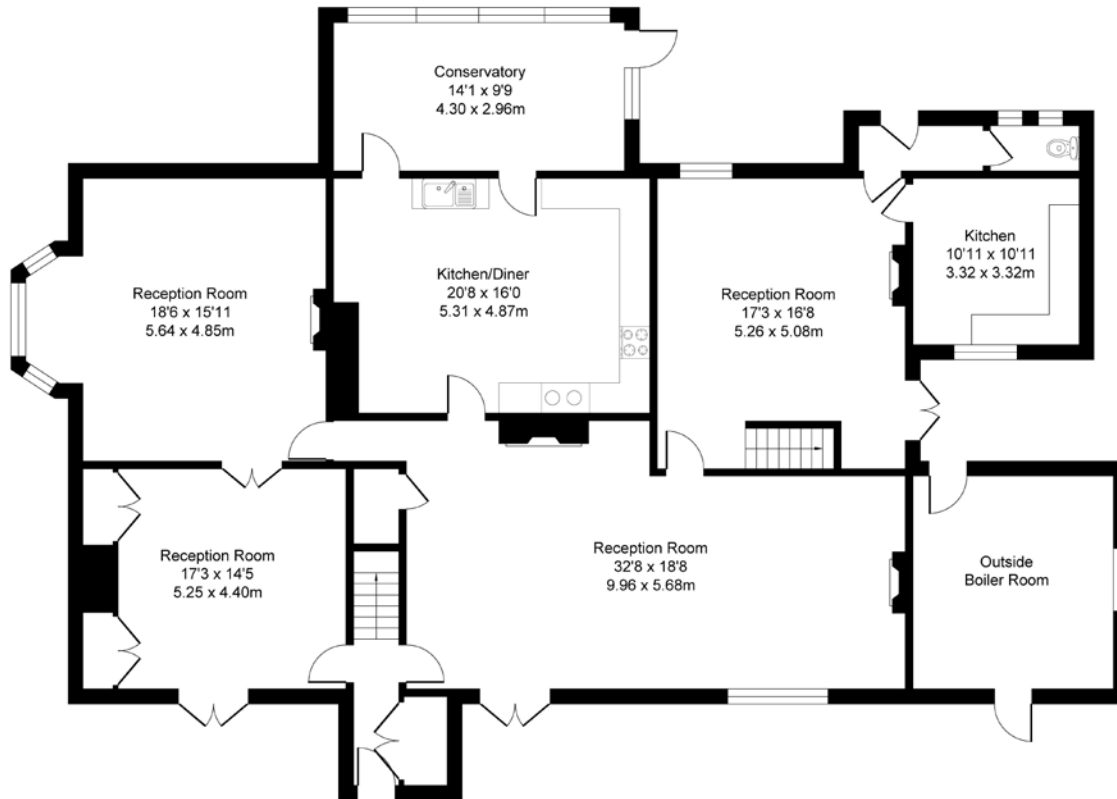 Conservatory
14'1 x 9'9
4.30 x 2.96m
Kitchen
10'11 x 10'11
3.32 x 3.32m
Kitchen/Diner
20'8 x 16'0
5.31 x 4.87m
Reception Room
18'6 x 15'11
5.64 x 4.85m
Reception Room
17'3 x 16'8
5.26 x 5.08m
Reception Room
17'3 x 14'5
5.25 x 4.40m
Reception Room
32'8 x 18'8
9.96 x 5.68m
Outside
Boiler Room